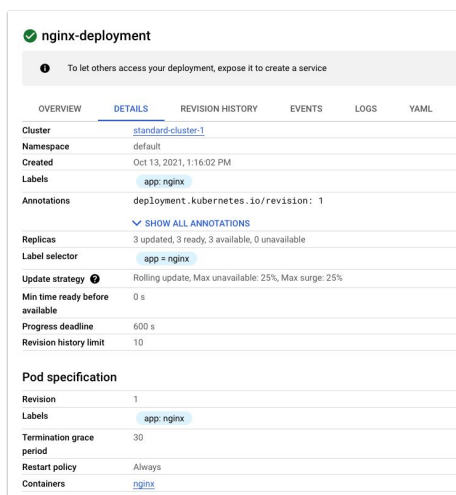 nginx-deployment
To let others access your deployment, expose it to create a service
OVERVIEW DETAILS REVISION HISTORY EVENTS LOGS YAML
Cluster standard-cluster-1
Namespace default
Created Oct 13, 2021, 1:16:02 PM
Labels app: nginx
Annotations deployment.kubernetes.io/revision: 1
SHOW ALL ANNOTATIONS
Replicas 3 updated, 3 ready, 3 available, 0 unavailable
Label selector app = nginx
Update strategy ? Rolling update, Max unavailable: 25%, Max surge: 25%
Min time ready before 0 s
available
Progress deadline 600 s
Revision history limit 10
Pod specification
Revision 1
Labels app: nginx
Termination grace 30
period
Restart policy Always
Containers nginx